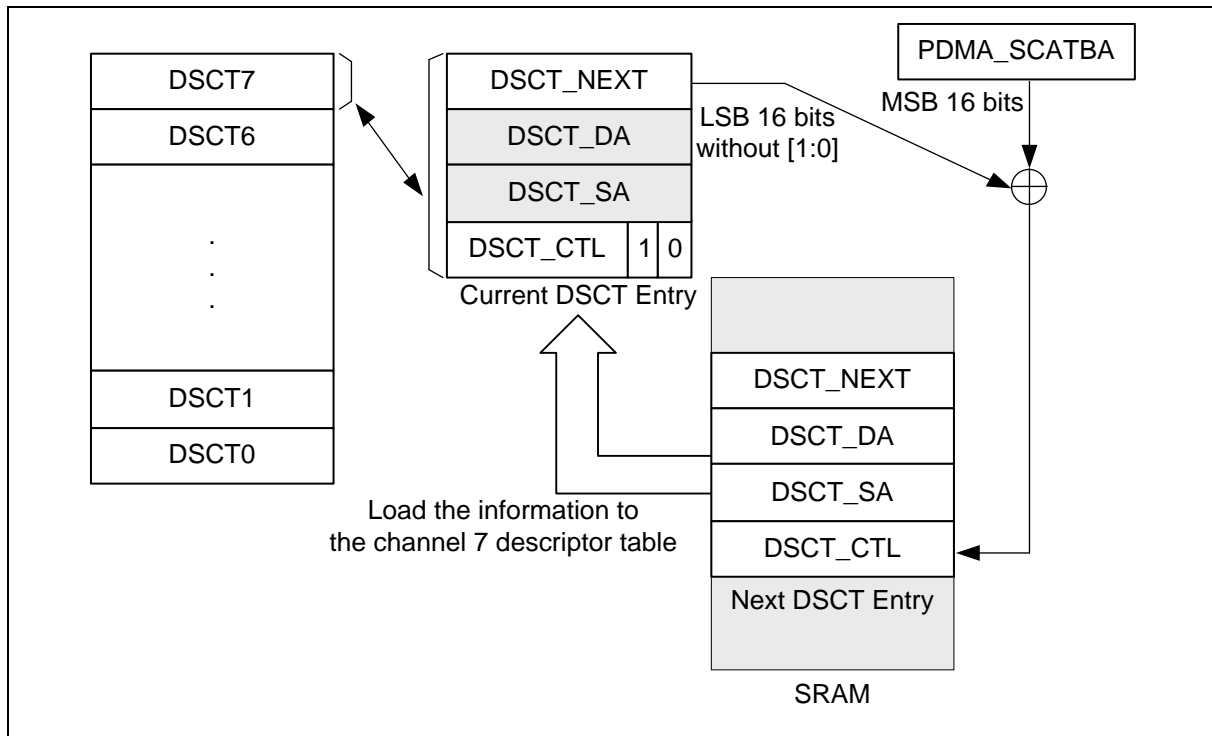 DSCT7
DSCT6
.
.
.
DSCT1
DSCT0
DSCT_NEXT
DSCT_DA
DSCT_SA
DSCT_CTL 1 0
Current DSCT Entry
LSB 16 bits
without [1:0]
PDMA_SCATBA
MSB 16 bits
Load the information to
the channel 7 descriptor table
DSCT_NEXT
DSCT_DA
DSCT_SA
DSCT_CTL
Next DSCT Entry
SRAM